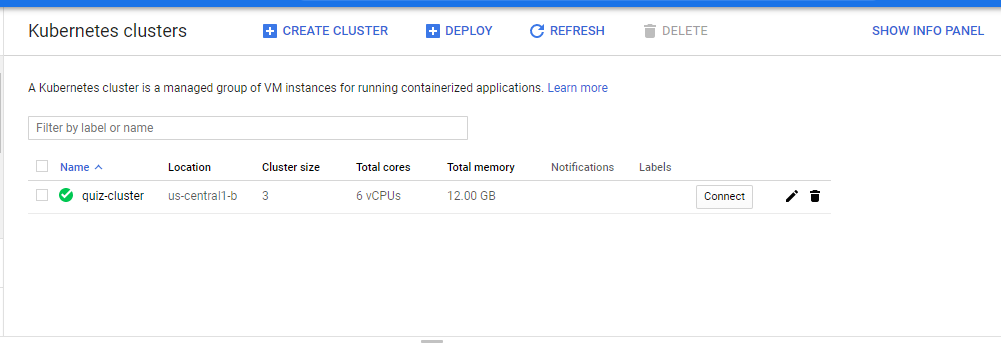 Kubernetes clusters CREATE CLUSTER DEPLOY REFRESH DELETE SHOW INFO PANEL
A Kubernetes cluster is a managed group of VM instances for running containerized applications. Learn more
Filter by label or name
Name Location Cluster size Total cores Total memory Notifications Labels
quiz-cluster us-central1-b 3 6 vCPUs 12.00 GB Connect